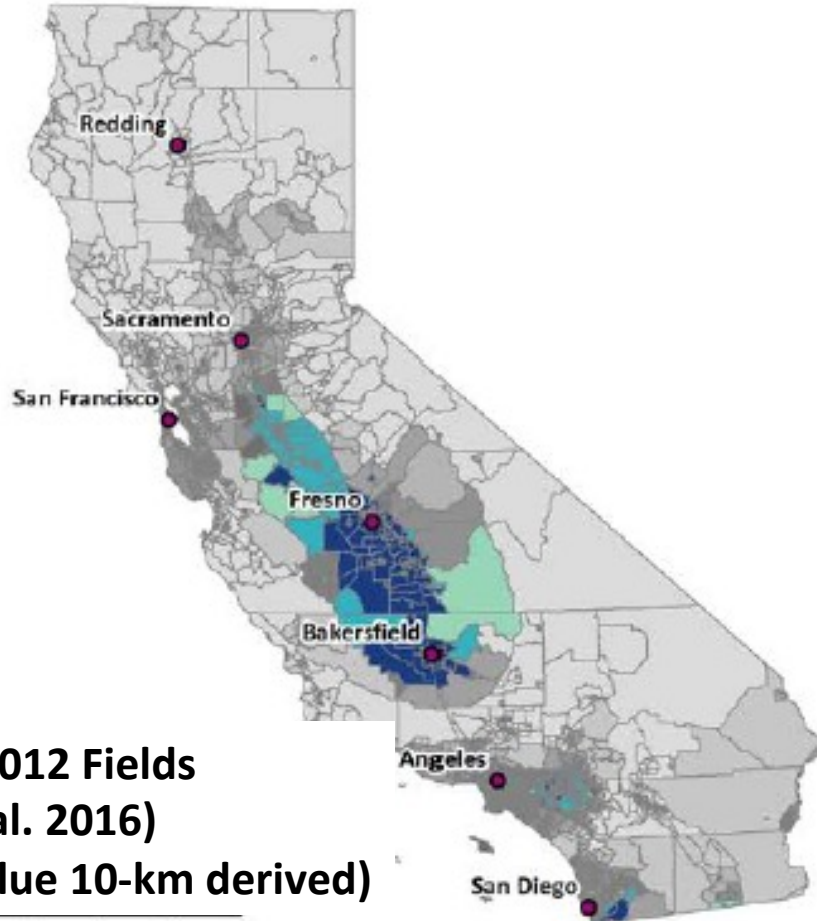 Redding
Sacramento
San Francisco
Fresno
Bakersfield
Angeles
San Diego
012 Fields
al. 2016)
lue 10-km derived)